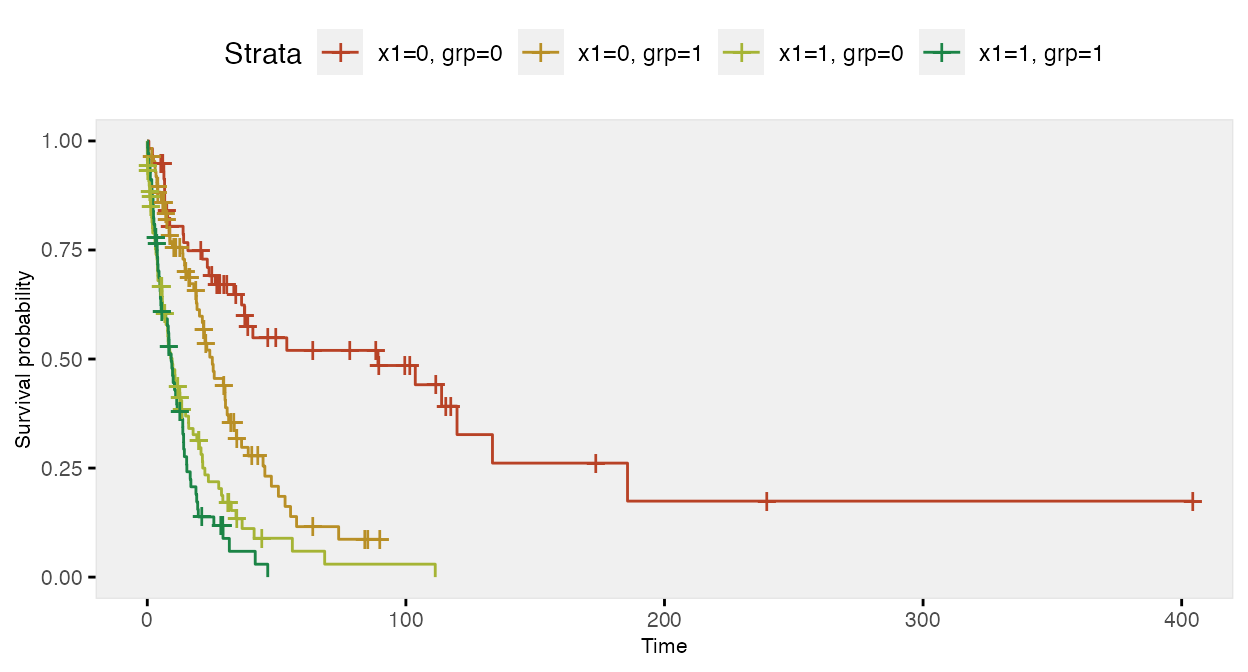 Strata x1=0, grp=0 x1=0, grp=1 x1=1, grp=0 x1=1, grp=1
1.00
0.75
0.50
0.25
0.00
Survival probability
0 100 200 300 400
Time